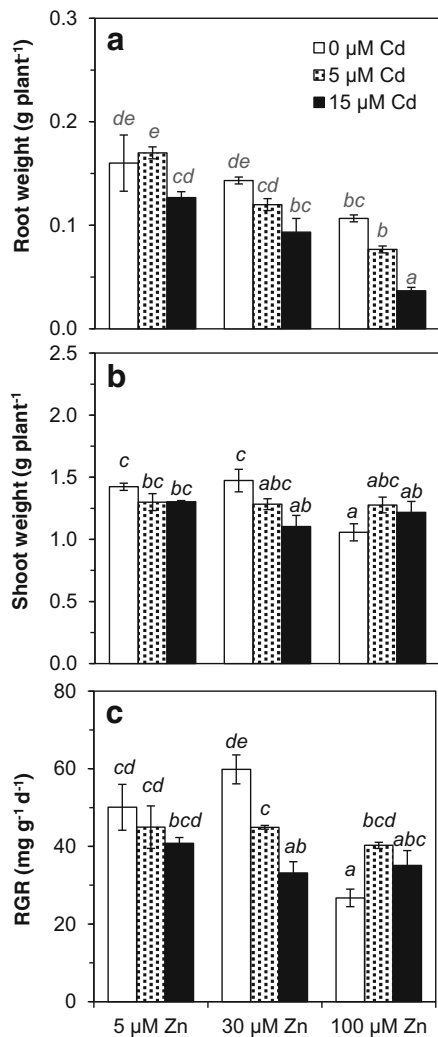 a
0 µM Cd
5 µM Cd
15 µM Cd
Root weight (g plant⁻¹)
0.3
0.2
0.1
0.0
de
e
cd
de
cd
bc
bc
b
a
b
Shoot weight (g plant⁻¹)
2.5
2.0
1.5
1.0
0.5
0.0
c
bc
bc
c
abc
ab
a
abc
ab
c
RGR (mg g⁻¹ d⁻¹)
80
60
40
20
0
cd
cd
bcd
de
c
ab
a
bcd
abc
5 µM Zn 30 µM Zn 100 µM Zn